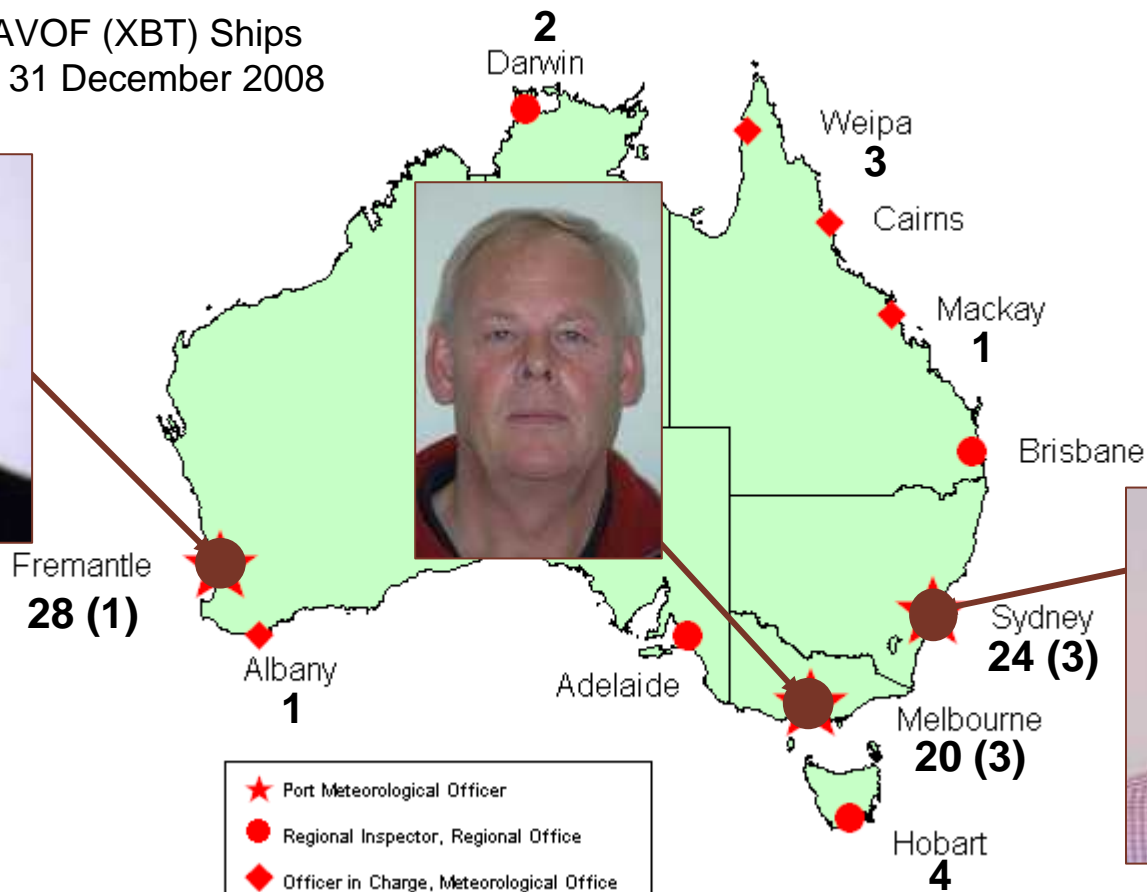 AVOF (XBT) Ships
31 December 2008
2
Darwin
Weipa
3
Cairns
Mackay
1
Brisbane
Fremantle
28 (1)
Albany
1
Adelaide
Sydney
24 (3)
Melbourne
20 (3)
Hobart
4
Port Meteorological Officer
Regional Inspector, Regional Office
Officer in Charge, Meteorological Office